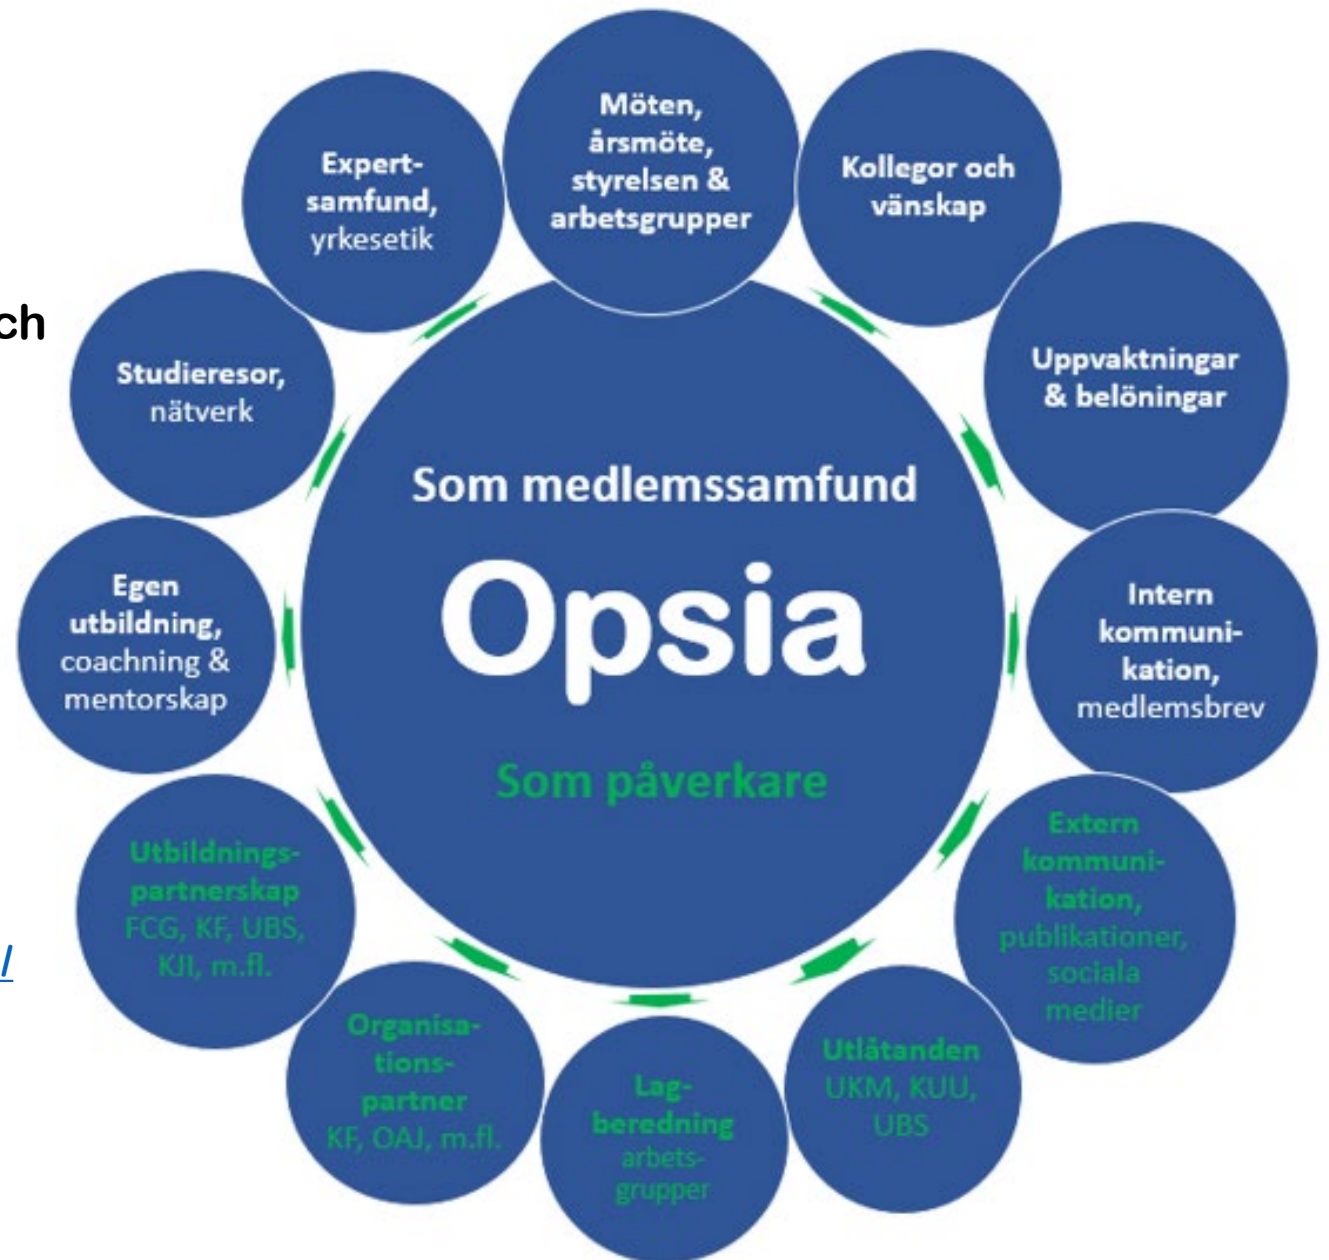 Möten,
årsmöte,
styrelsen &
arbetsgrupper
Kollegor och
vänskap
Uppvaktningar
& belöningar
Intern
kommuni-
kation,
medlemsbrev
Extern
kommuni-
kation,
publikationer,
sociala
medier
Utlåtanden
UKM, KUU,
UBS
Lag-
beredning
arbets-
grupper
Organisa-
tions-
partner
KF, OAJ, m.fl.
Utbildnings-
partnerskap
FCG, KF, UBS,
KJI, m.fl.
Egen
utbildning,
coachning &
mentorskap
Studieresor,
nätverk
Expert-
samfund,
yrkesetik
Som medlemssamfund
Opsia
Som påverkare
ch